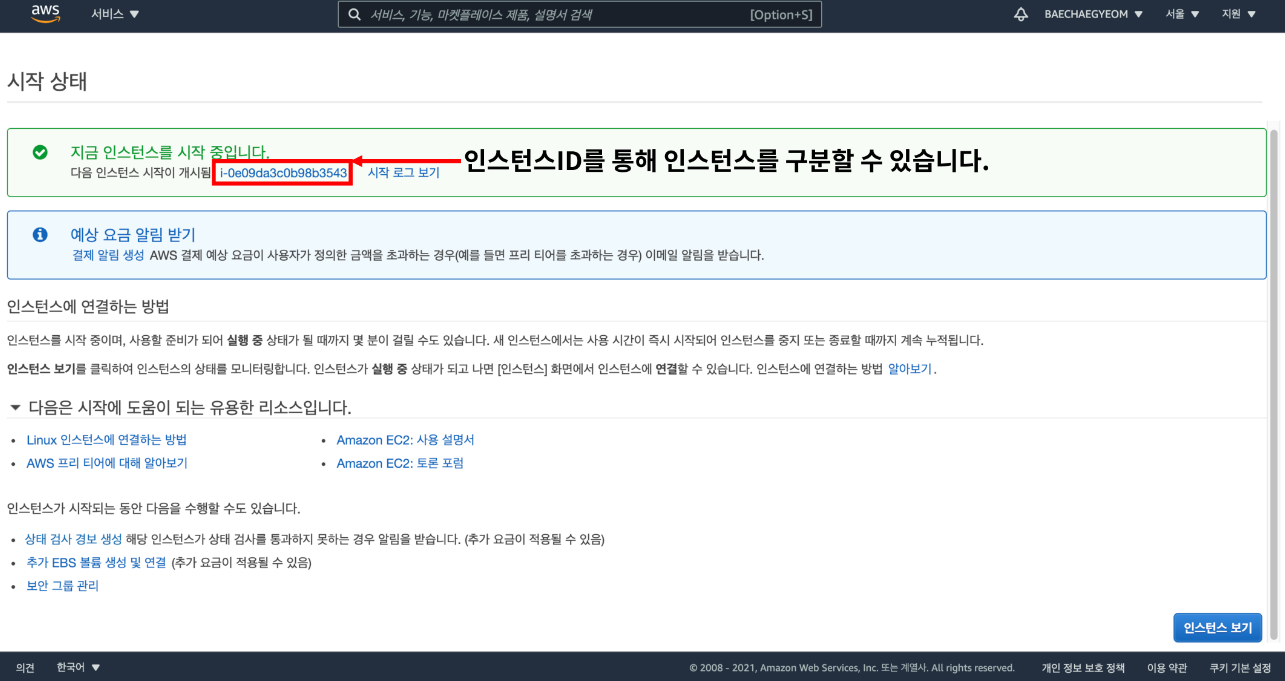 aws 서비스 서비스, 기능, 마켓플레이스 제품, 설명서 검색 [Option+S] BAECHAEGYEOM 서울 지원
시작 상태
지금 인스턴스를 시작 중입니다.
다음 인스턴스 시작이 개시됨 i-0e09da3c0b98b3543 시작 로그 보기
인스턴스ID를 통해 인스턴스를 구분할 수 있습니다.
예상 요금 알림 받기
결제 알림 생성 AWS 결제 예상 요금이 사용자가 정의한 금액을 초과하는 경우(예를 들면 프리 티어를 초과하는 경우) 이메일 알림을 받습니다.
인스턴스에 연결하는 방법
인스턴스를 시작 중이며, 사용할 준비가 되어 실행 중 상태가 될 때까지 몇 분이 걸릴 수도 있습니다. 새 인스턴스에서는 사용 시간이 즉시 시작되어 인스턴스를 중지 또는 종료할 때까지 계속 누적됩니다.
인스턴스 보기를 클릭하여 인스턴스의 상태를 모니터링합니다. 인스턴스가 실행 중 상태가 되고 나면 [인스턴스] 화면에서 인스턴스에 연결할 수 있습니다. 인스턴스에 연결하는 방법 알아보기.
다음은 시작에 도움이 되는 유용한 리소스입니다.
• Linux 인스턴스에 연결하는 방법
• Amazon EC2: 사용 설명서
• AWS 프리 티어에 대해 알아보기
• Amazon EC2: 토론 포럼
인스턴스가 시작되는 동안 다음을 수행할 수도 있습니다.
• 상태 검사 경보 생성 해당 인스턴스가 상태 검사를 통과하지 못하는 경우 알림을 받습니다. (추가 요금이 적용될 수 있음)
• 추가 EBS 볼륨 생성 및 연결 (추가 요금이 적용될 수 있음)
• 보안 그룹 관리
인스턴스 보기
의견 한국어 © 2008 - 2021, Amazon Web Services, Inc. 또는 계열사. All rights reserved. 개인 정보 보호 정책 이용 약관 쿠키 기본 설정